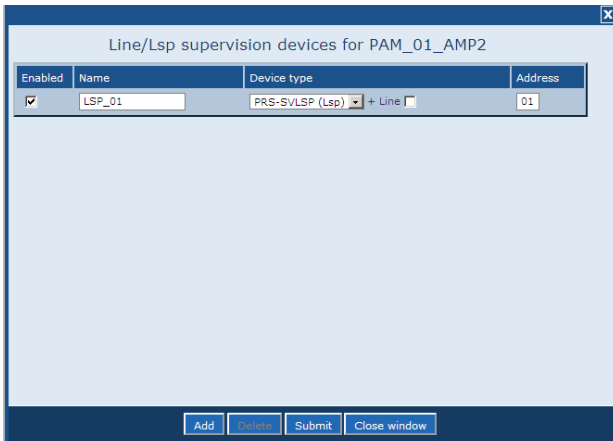 X
Line/Lsp supervision devices for PAM_01_AMP2
Enabled Name Device type Address
LSP_01 PRS-SVLSP (Lsp) + Line 01
Add Delete Submit Close window